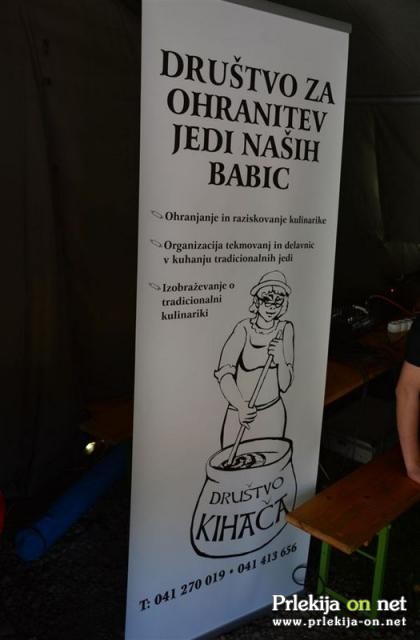 DRUŠTVO ZA
OHRANITEV
JEDI NAŠIH
BABIC
Ohranjanje in raziskovanje kulinarike
Organizacija tekmovanj in delavnic
v kuhanju tradicionalnih jedi
Izobraževanje o
tradicionalni
kulinariki
DRUŠTVO
KIHAČA
T: 041 270 019 • 041 413 656
Prlekija on net
www.prlekija-on.net